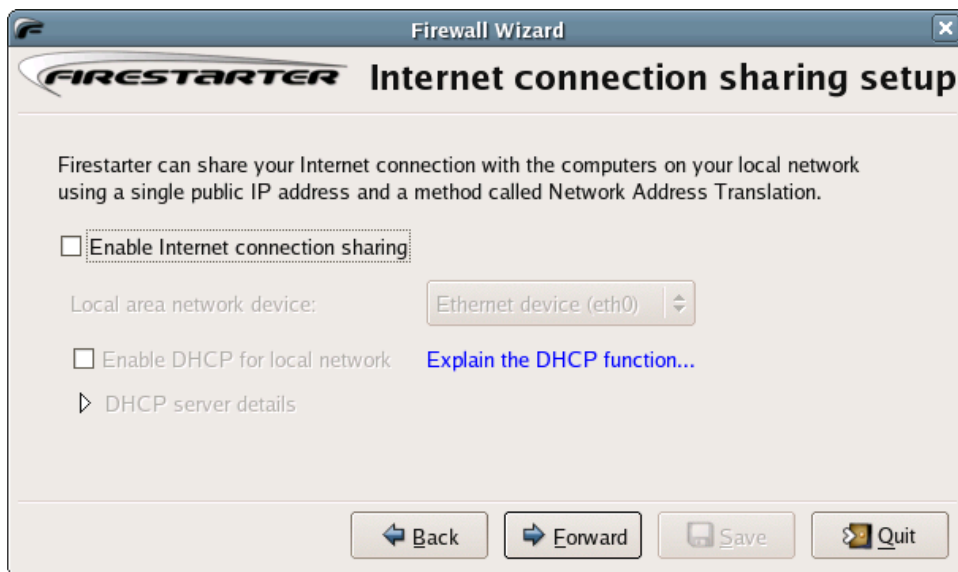 Firewall Wizard
FIRESTARTER Internet connection sharing setup
Firestarter can share your Internet connection with the computers on your local network
using a single public IP address and a method called Network Address Translation.
Enable Internet connection sharing
Local area network device: Ethernet device (eth0)
Enable DHCP for local network Explain the DHCP function...
DHCP server details
Back Forward Save Quit